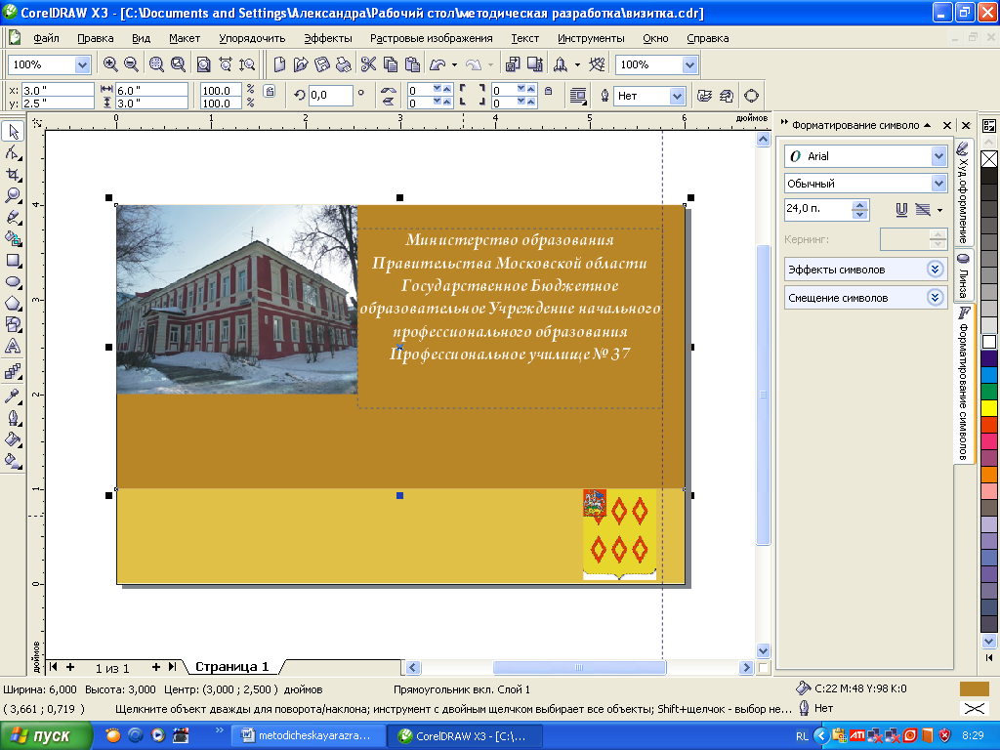 CorelDRAW X3 - [C:\Documents and Settings\Александра\Рабочий стол\методическая разработка\визитка.cdr]
Файл Правка Вид Макет Упорядочить Эффекты Растровые изображения Текст Инструменты Окно Справка
100% 100%
x: 3.0 " 6.0 " 100.0 % 0,0 ° 0 0 Нет
y: 2.5 " 3.0 " 100.0 % 0 0
0 1 2 3 4 5 6 дюймов
4
3
2
1
0
дюймов
Министерство образования
Правительства Московской области
Государственное Бюджетное
образовательное Учреждение начального
профессионального образования
Профессиональное училище № 37
Форматирование символо
Arial
Обычный
24,0 п.
Кернинг:
Эффекты символов
Смещение символов
Худ.оформление
Линза
Форматирование символов
1 из 1 Страница 1
Ширина: 6,000 Высота: 3,000 Центр: (3,000 ; 2,500 ) дюймов Прямоугольник вкл. Слой 1 C:22 M:48 Y:98 K:0
( 3,661 ; 0,719 ) Щелкните объект дважды для поворота/наклона; инструмент с двойным щелчком выбирает все объекты; Shift+щелчок - выбор не... Нет
пуск metodicheskayarazra... CorelDRAW X3 - [C:\... RL ATI 8:29